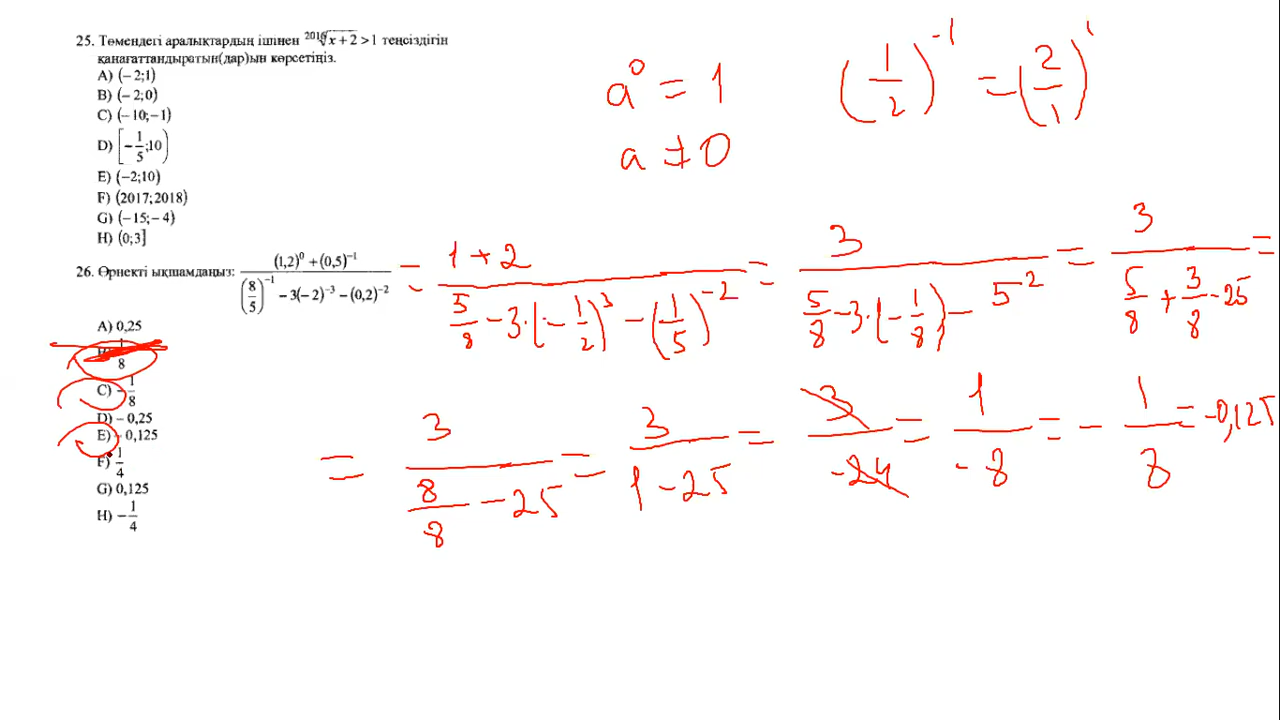 25. Төмендегі аралықтардың ішінен ²⁰¹⁶√x+2 > 1 теңсіздігін
қанағаттандыратын(дар)ын көрсетіңіз.
A) (– 2;1)
B) (– 2;0)
C) (– 10;–1)
D) [–1/5;10)
E) (–2;10)
F) (2017;2018)
G) (–15;– 4)
H) (0;3]
a⁰ = 1
a ≠ 0
(1/2)⁻¹ = (2/1)¹
26. Өрнекті ықшамдаңыз: ((1,2)⁰ + (0,5)⁻¹)/((8/5)⁻¹ – 3(–2)⁻³ – (0,2)⁻²)
= (1+2)/(5/8 – 3·(–1/2)³ – (1/5)⁻²) = 3/(5/8 – 3·(–1/8) – 5²) = 3/(5/8 + 3/8 – 25) =
= 3/(8/8 – 25) = 3/(1 – 25) = 3/–24 = 1/–8 = – 1/8 = –0,125
A) 0,25
B) 1/8
C) – 1/8
D) – 0,25
E) – 0,125
F) 1/4
G) 0,125
H) – 1/4